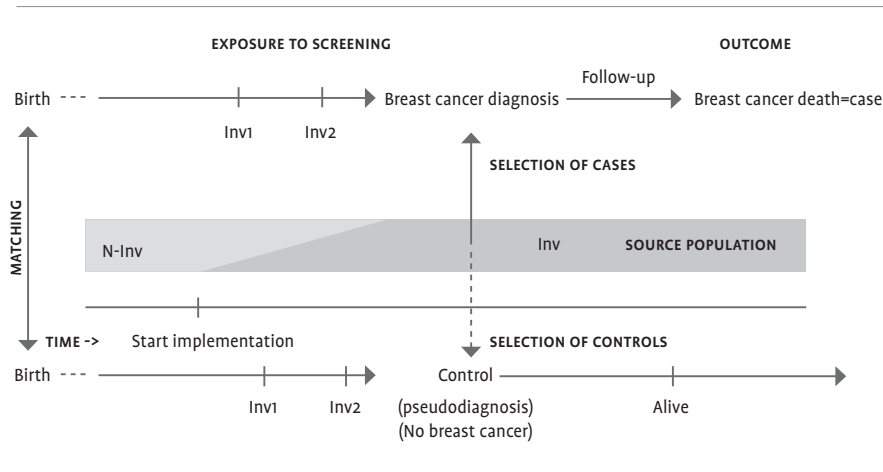 EXPOSURE TO SCREENING
OUTCOME
Follow-up
Birth
Breast cancer diagnosis
Breast cancer death=case
Inv1
Inv2
SELECTION OF CASES
MATCHING
N-Inv
Inv
SOURCE POPULATION
TIME ->
Start implementation
SELECTION OF CONTROLS
Birth
Control
Inv1
Inv2
(pseudodiagnosis)
Alive
(No breast cancer)